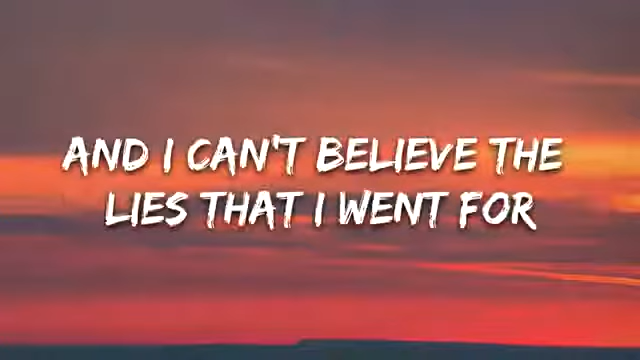 AND I CAN'T BELIEVE THE
LIES THAT I WENT FOR